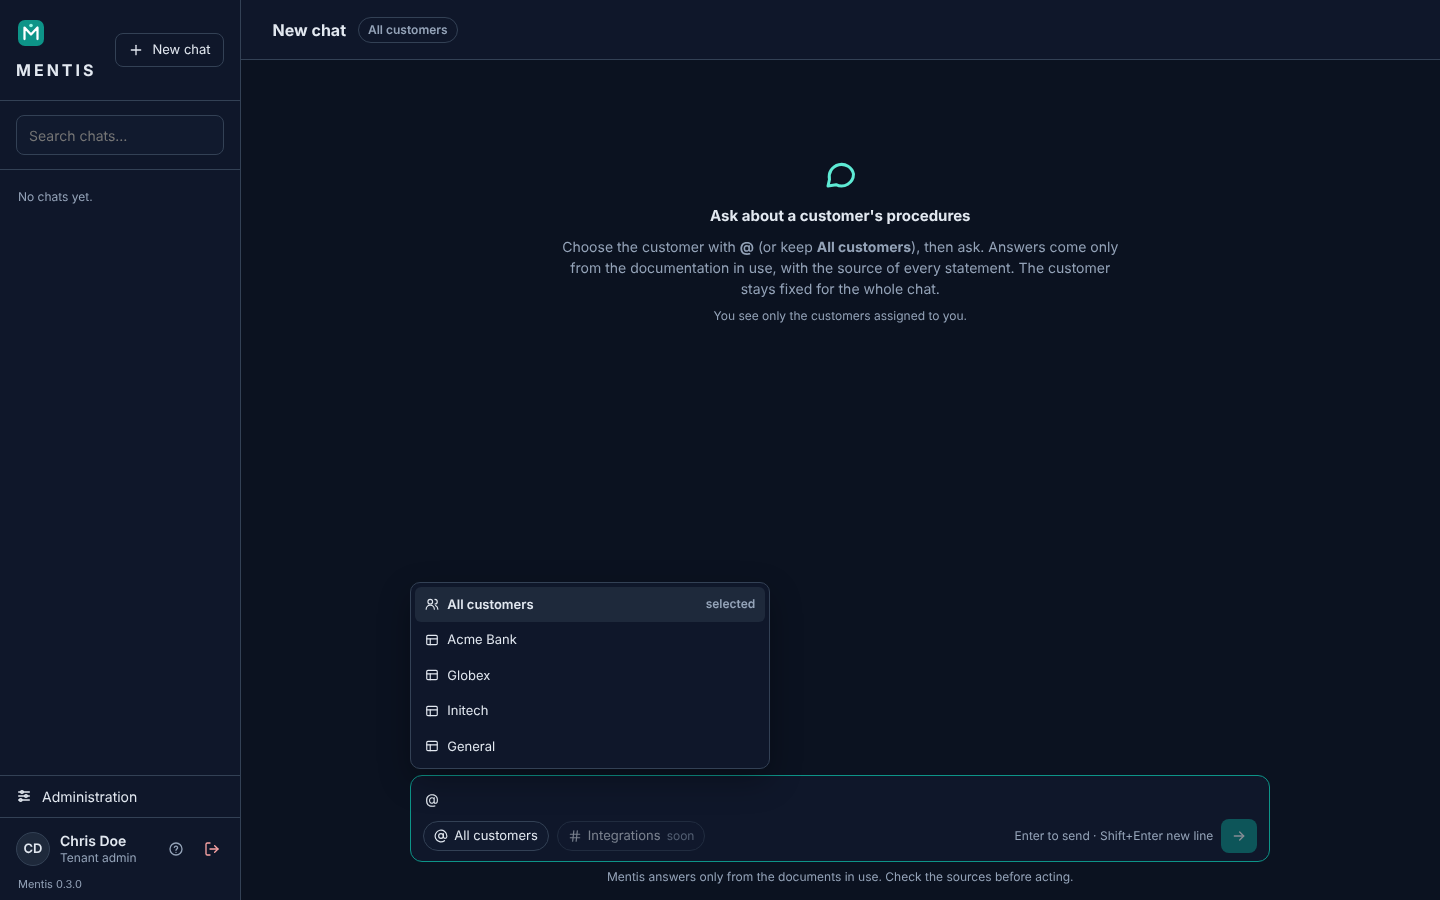 MENTIS
New chat
Search chats...
No chats yet.
Administration
CD
Chris Doe
Tenant admin
Mentis 0.3.0
New chat
All customers
Ask about a customer's procedures
Choose the customer with @ (or keep All customers), then ask. Answers come only
from the documentation in use, with the source of every statement. The customer
stays fixed for the whole chat.
You see only the customers assigned to you.
All customers selected
Acme Bank
Globex
Initech
General
@
@ All customers
# Integrations soon
Enter to send · Shift+Enter new line
Mentis answers only from the documents in use. Check the sources before acting.